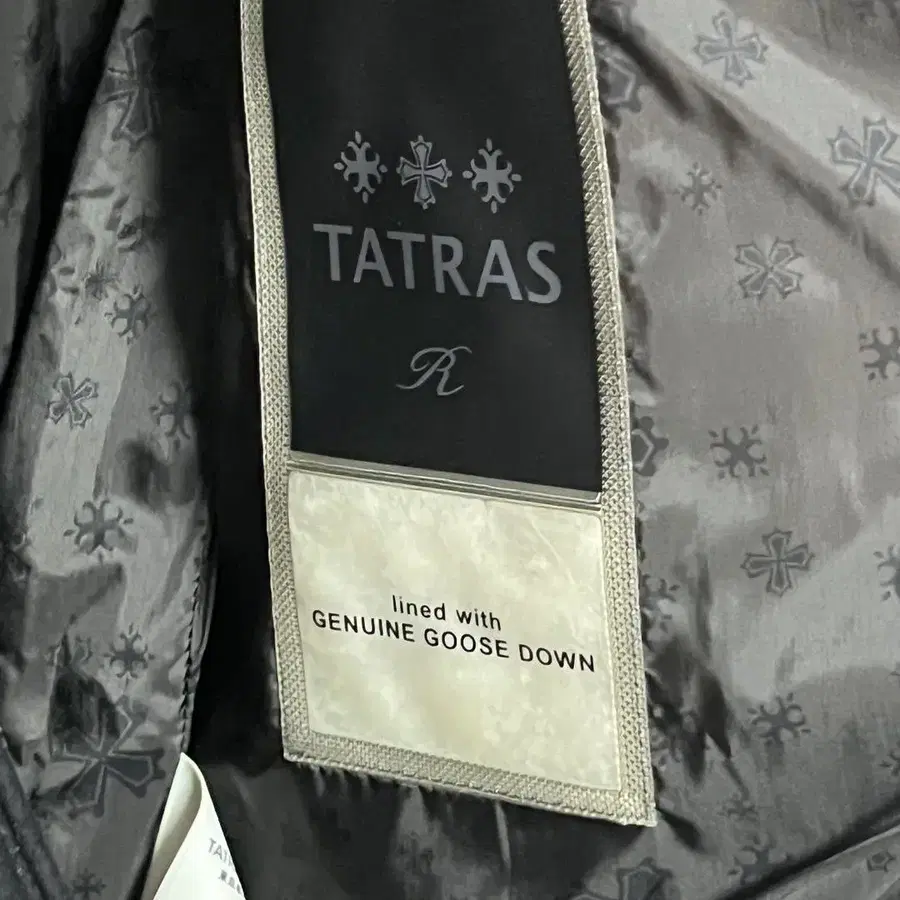 TATRAS
R
lined with
GENUINE GOOSE DOWN